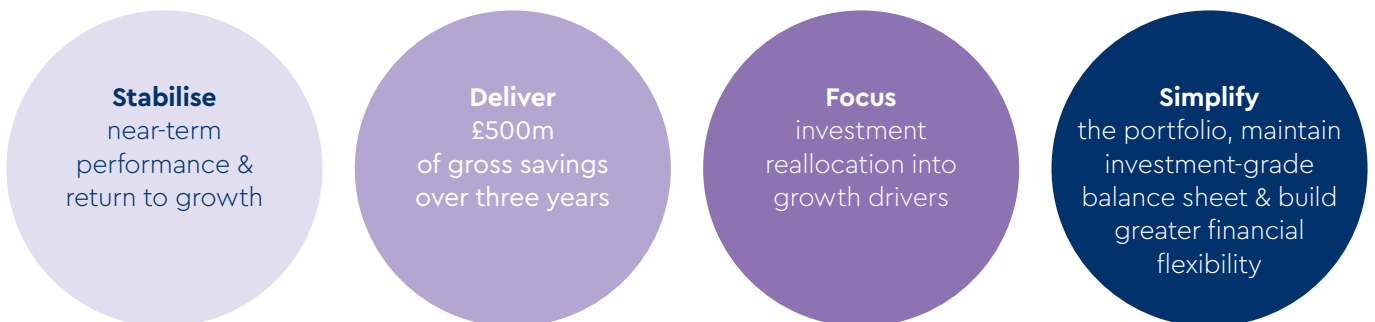 Stabilise
near-term
performance &
return to growth
Deliver
£500m
of gross savings
over three years
Focus
investment
reallocation into
growth drivers
Simplify
the portfolio, maintain
investment-grade
balance sheet & build
greater financial
flexibility